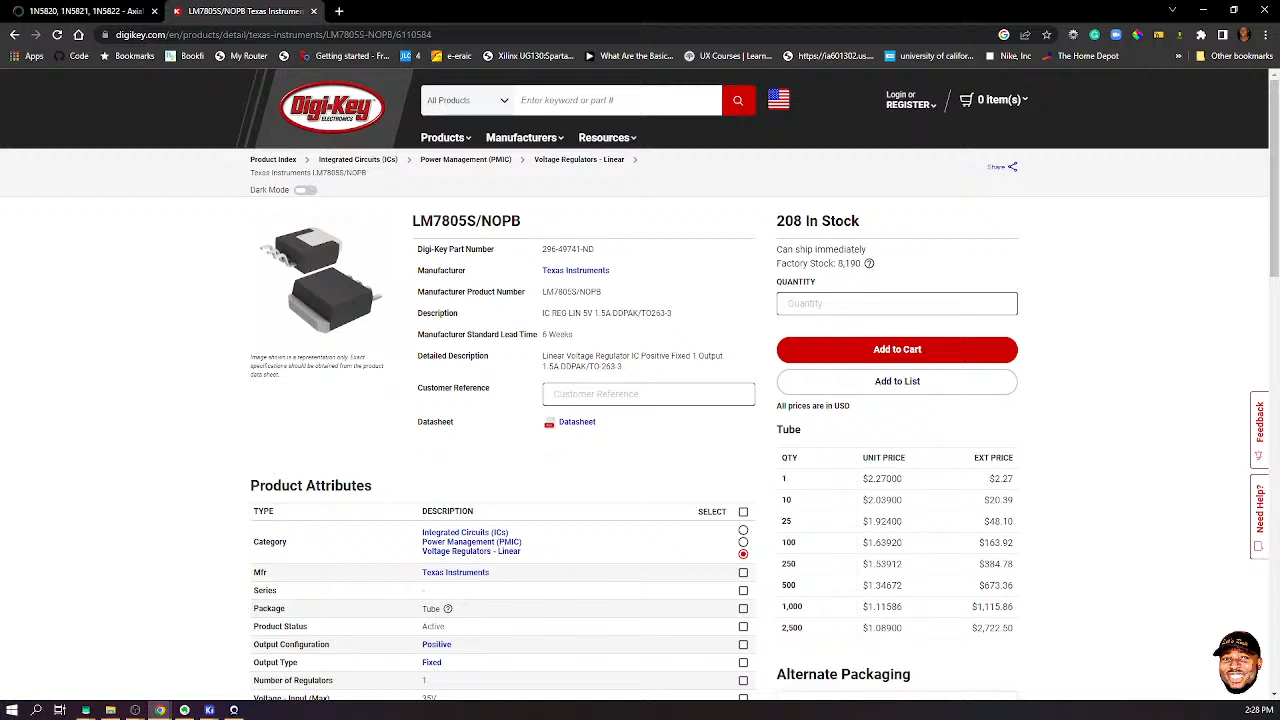 1N5820, 1N5821, 1N5822 - Axial
LM7805S/NOPB Texas Instrumen
digikey.com/en/products/detail/texas-instruments/LM7805S-NOPB/6110584
Apps
Code
Bookmarks
Boldi
My Router
Getting started - Fr...
4
e-eraic
Xilinx UG130Sparta...
What Are the Basic...
UX Courses | Learn...
https://ia601302.us...
university of califor...
Nike, Inc
The Home Depot
»
Other bookmarks
Digi-Key
ELECTRONICS
All Products
Enter keyword or part #
Login or
REGISTER
0 item(s)
Products
Manufacturers
Resources
Product Index
Integrated Circuits (ICs)
Power Management (PMIC)
Voltage Regulators - Linear
Texas Instruments LM7805S/NOPB
Share
Dark Mode
LM7805S/NOPB
Digi-Key Part Number 296-49741-ND
Manufacturer Texas Instruments
Manufacturer Product Number LM7805S/NOPB
Description IC REG LIN 5V 1.5A DDPAK/TO263-3
Manufacturer Standard Lead Time 6 Weeks
Detailed Description Linear Voltage Regulator IC Positive Fixed 1 Output
1.5A DDPAK/TO-263-3
Customer Reference Customer Reference
Datasheet Datasheet
Image shown is a representation only. Exact
specifications should be obtained from the product
data sheet.
208 In Stock
Can ship immediately
Factory Stock: 8,190
QUANTITY
Quantity
Add to Cart
Add to List
All prices are in USD
Tube
QTY UNIT PRICE EXT PRICE
1 $2.27000 $2.27
10 $2.03900 $20.39
25 $1.92400 $48.10
100 $1.63920 $163.92
250 $1.53912 $384.78
500 $1.34672 $673.36
1,000 $1.11586 $1,115.86
2,500 $1.08900 $2,722.50
Alternate Packaging
Product Attributes
TYPE DESCRIPTION SELECT
Category Integrated Circuits (ICs)
Power Management (PMIC)
Voltage Regulators - Linear
Mfr Texas Instruments
Series -
Package Tube
Product Status Active
Output Configuration Positive
Output Type Fixed
Number of Regulators 1
Voltage - Input (Max) 35V
Feedback
Need Help?
2:28 PM